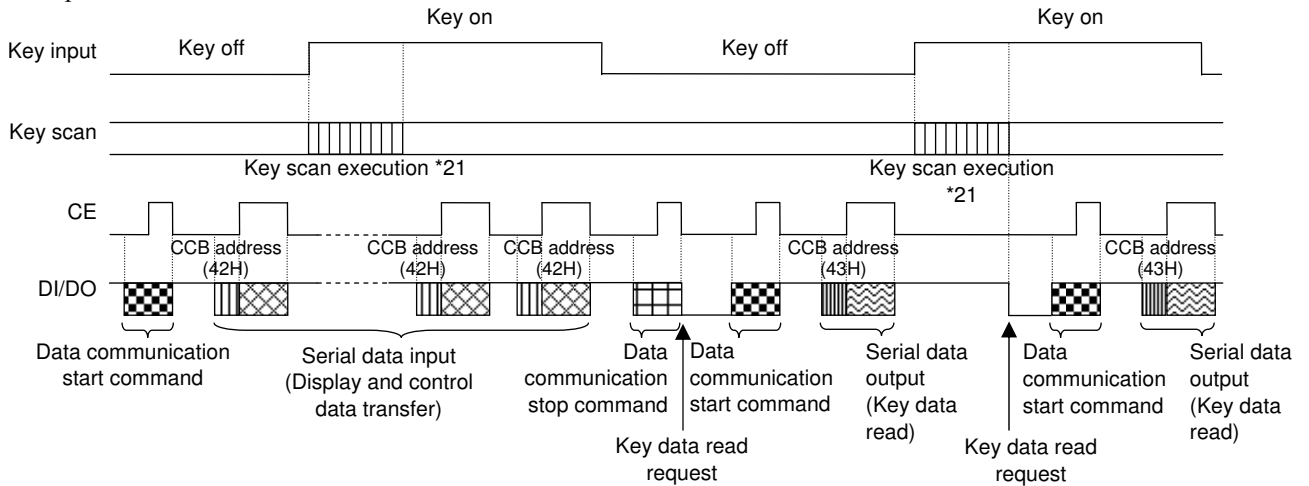 Key on
Key on
Key input
Key off
Key off
Key scan
Key scan execution *21
Key scan execution
*21
CE
CCB address
(42H)
CCB address
(42H)
CCB address
(42H)
CCB address
(43H)
CCB address
(43H)
DI/DO
Data communication
start command
Serial data input
(Display and control
data transfer)
Data
communication
stop command
Data
communication
start command
Serial data
output
(Key data
read)
Data
communication
start command
Serial data
output
(Key data
read)
Key data read
request
Key data read
request